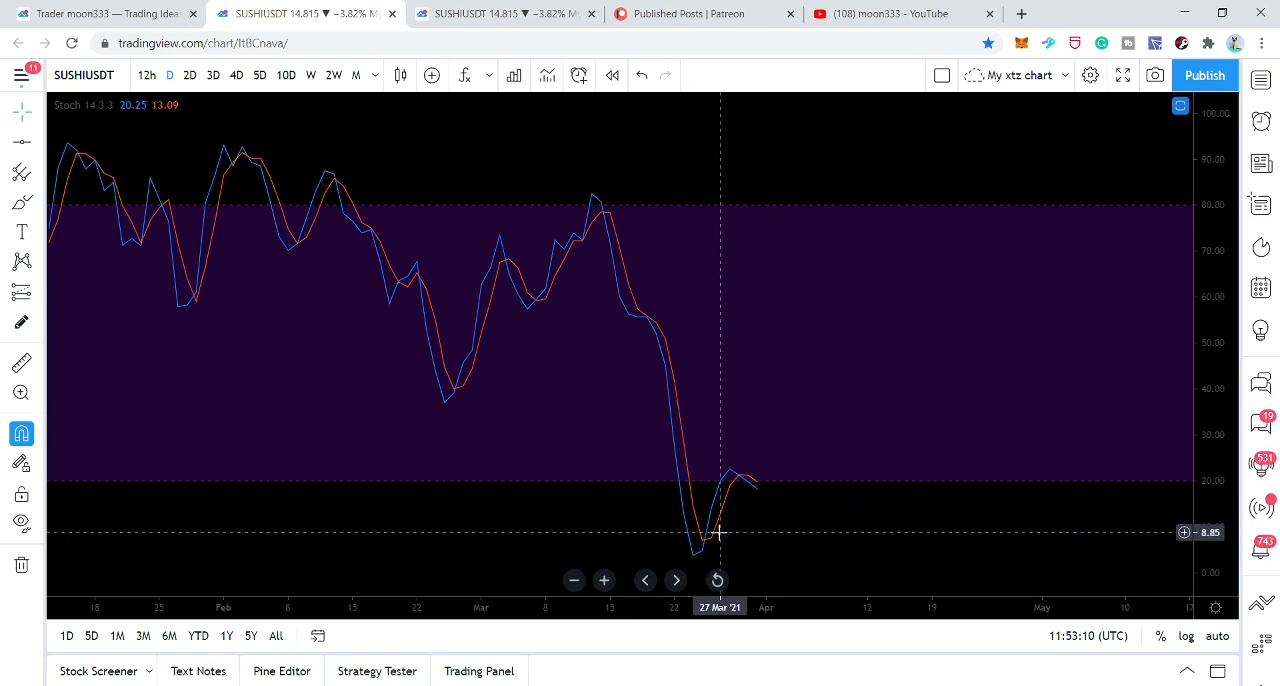 Trader moon333 — Trading Ideas
SUSHIUSDT 14.815 ▼ −3.82% My
SUSHIUSDT 14.815 ▼ −3.82% My
Published Posts | Patreon
(108) moon333 - YouTube
tradingview.com/chart/ItBCnava/
11
SUSHIUSDT 12h D 2D 3D 4D 5D 10D W 2W M
My xtz chart
Publish
Stoch 14 3 3 20.25 13.09
100.00
90.00
80.00
70.00
60.00
50.00
40.00
30.00
20.00
8.85
0.00
18 25 Feb 8 15 22 Mar 8 15 22 27 Mar '21 Apr 12 19 May 10 17
19
531
743
1D 5D 1M 3M 6M YTD 1Y 5Y All
11:53:10 (UTC) % log auto
Stock Screener Text Notes Pine Editor Strategy Tester Trading Panel